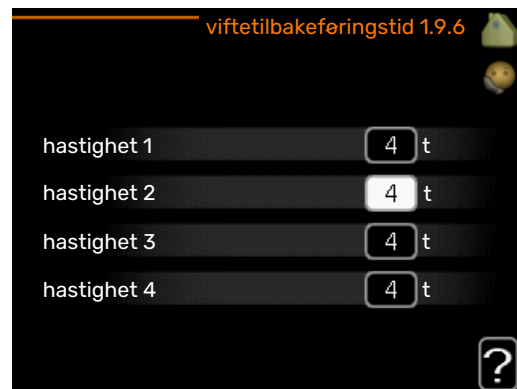 viftetilbakeføringstid 1.9.6
hastighet 1 4 t
hastighet 2 4 t
hastighet 3 4 t
hastighet 4 4 t
?